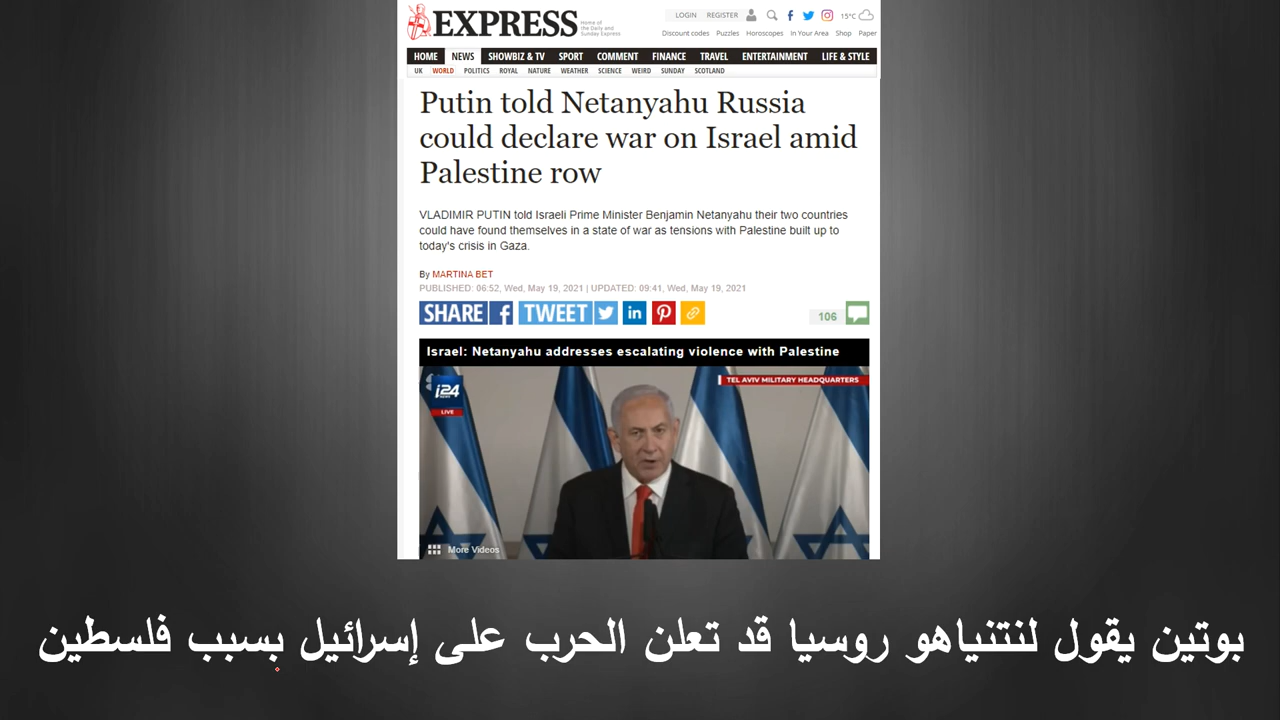 EXPRESS
Home of
the Daily and
Sunday Express
LOGIN REGISTER 15°C
Discount codes Puzzles Horoscopes In Your Area Shop Paper
HOME NEWS SHOWBIZ & TV SPORT COMMENT FINANCE TRAVEL ENTERTAINMENT LIFE & STYLE
UK WORLD POLITICS ROYAL NATURE WEATHER SCIENCE WEIRD SUNDAY SCOTLAND
Putin told Netanyahu Russia
could declare war on Israel amid
Palestine row
VLADIMIR PUTIN told Israeli Prime Minister Benjamin Netanyahu their two countries
could have found themselves in a state of war as tensions with Palestine built up to
today's crisis in Gaza.
By MARTINA BET
PUBLISHED: 06:52, Wed, May 19, 2021 | UPDATED: 09:41, Wed, May 19, 2021
SHARE f TWEET in 106
Israel: Netanyahu addresses escalating violence with Palestine
i24 NEWS
TEL AVIV MILITARY HEADQUARTERS
LIVE
More Videos
بوتين يقول لنتنياهو روسيا قد تعلن الحرب على إسرائيل بسبب فلسطين